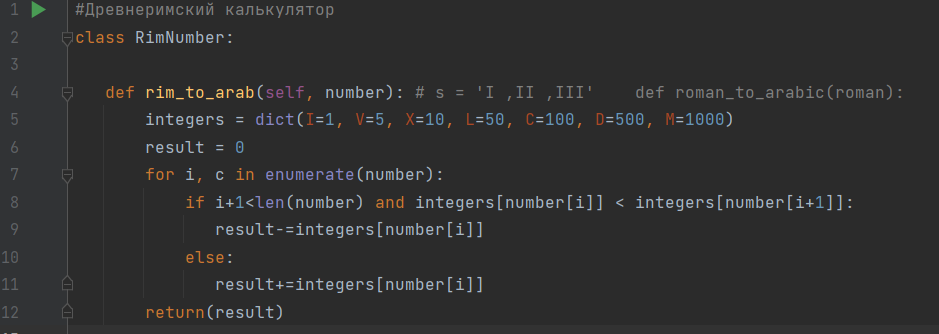 1 #Древнеримский калькулятор
2 class RimNumber:
3
4 def rim_to_arab(self, number): # s = 'I ,II ,III'    def roman_to_arabic(roman):
5 integers = dict(I=1, V=5, X=10, L=50, C=100, D=500, M=1000)
6 result = 0
7 for i, c in enumerate(number):
8 if i+1<len(number) and integers[number[i]] < integers[number[i+1]]:
9 result-=integers[number[i]]
10 else:
11 result+=integers[number[i]]
12 return(result)